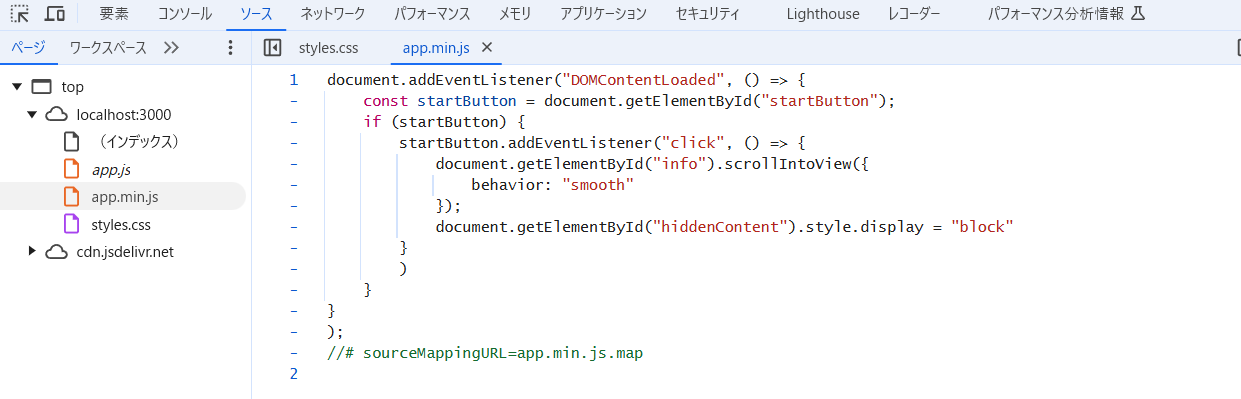 要素 コンソール ソース ネットワーク パフォーマンス メモリ アプリケーション セキュリティ Lighthouse レコーダー パフォーマンス分析情報
ページ ワークスペース
top
localhost:3000
（インデックス）
app.js
app.min.js
styles.css
cdn.jsdelivr.net
styles.css app.min.js
1 document.addEventListener("DOMContentLoaded", () => {
- const startButton = document.getElementById("startButton");
- if (startButton) {
- startButton.addEventListener("click", () => {
- document.getElementById("info").scrollIntoView({
- behavior: "smooth"
- });
- document.getElementById("hiddenContent").style.display = "block"
- }
- )
- }
- }
- );
- //# sourceMappingURL=app.min.js.map
2